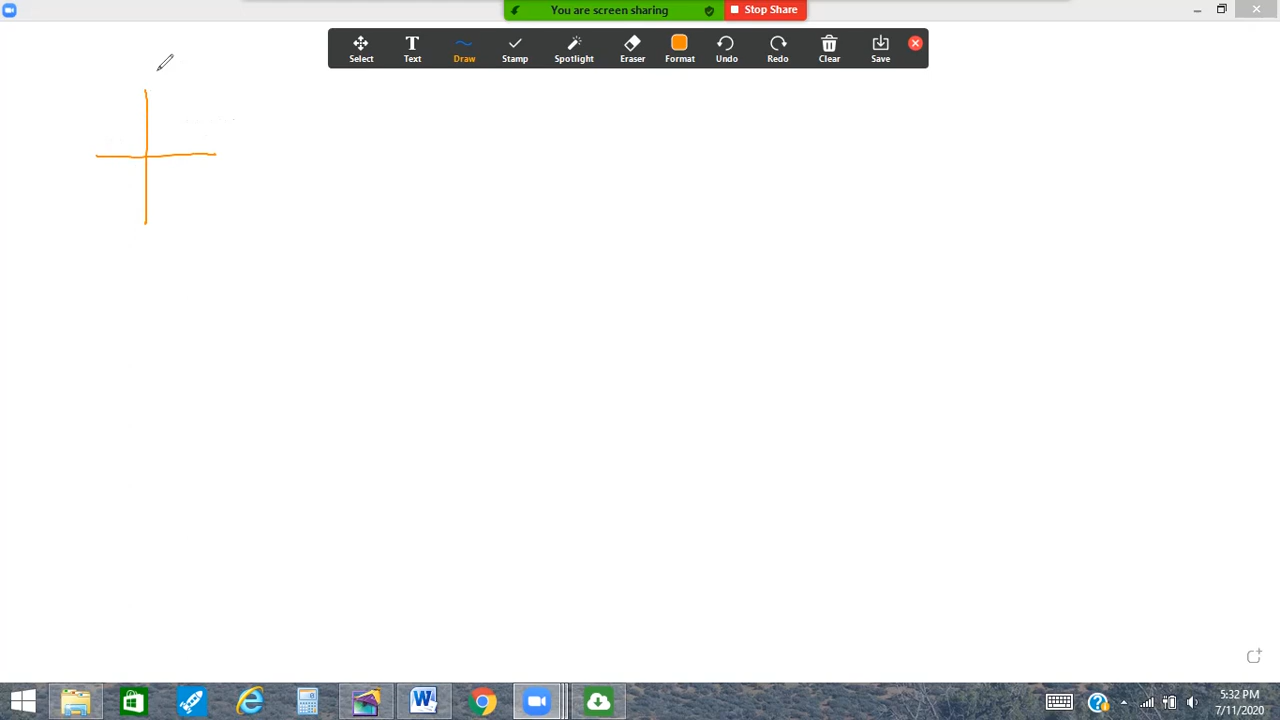 You are screen sharing Stop Share
Select Text Draw Stamp Spotlight Eraser Format Undo Redo Clear Save
5:32 PM
7/11/2020